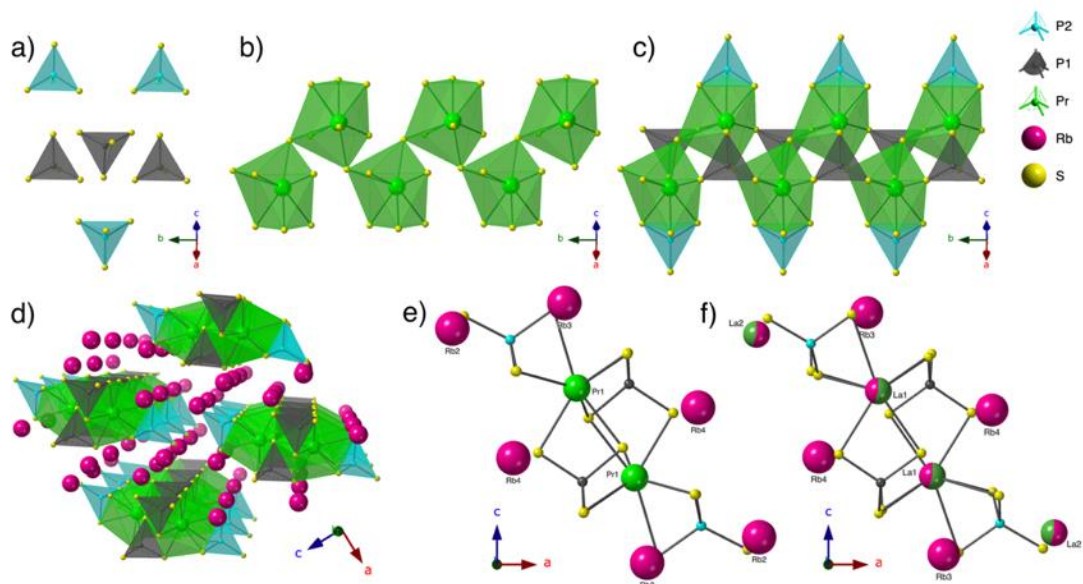 a)
b)
c)
P2
P1
Pr
Rb
S
c
b
a
c
b
a
c
b
a
d)
e)
f)
Rb2
Rb3
Pr1
Rb4
Rb4
Pr1
Rb2
La2
Rb3
La1
Rb4
La1
Rb4
Rb3
La2
c
a
c
a
c
a